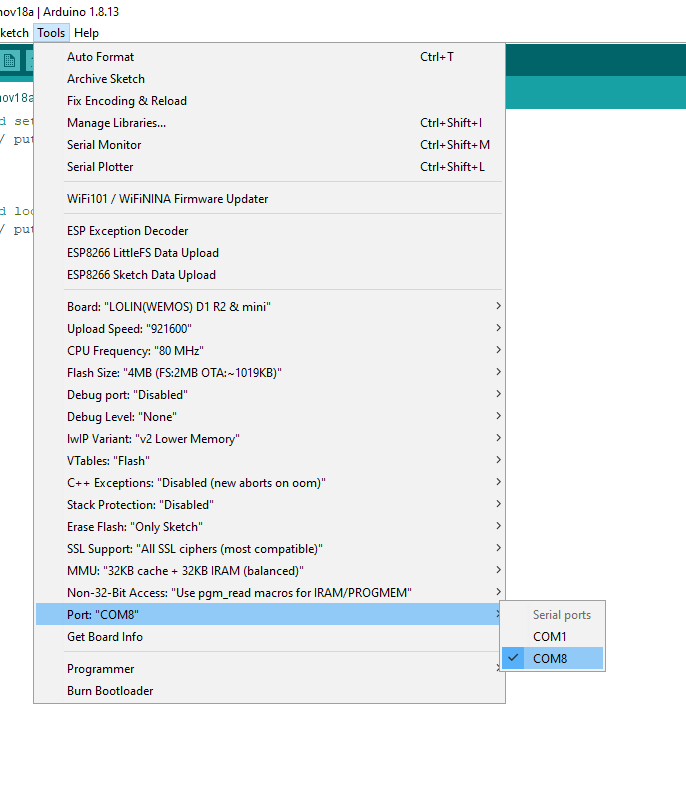 nov18a | Arduino 1.8.13
ketch Tools Help
nov18a
Auto Format Ctrl+T
Archive Sketch
Fix Encoding & Reload
Manage Libraries... Ctrl+Shift+I
Serial Monitor Ctrl+Shift+M
Serial Plotter Ctrl+Shift+L
WiFi101 / WiFiNINA Firmware Updater
ESP Exception Decoder
ESP8266 LittleFS Data Upload
ESP8266 Sketch Data Upload
Board: "LOLIN(WEMOS) D1 R2 & mini"
Upload Speed: "921600"
CPU Frequency: "80 MHz"
Flash Size: "4MB (FS:2MB OTA:~1019KB)"
Debug port: "Disabled"
Debug Level: "None"
lwIP Variant: "v2 Lower Memory"
VTables: "Flash"
C++ Exceptions: "Disabled (new aborts on oom)"
Stack Protection: "Disabled"
Erase Flash: "Only Sketch"
SSL Support: "All SSL ciphers (most compatible)"
MMU: "32KB cache + 32KB IRAM (balanced)"
Non-32-Bit Access: "Use pgm_read macros for IRAM/PROGMEM"
Port: "COM8"
Get Board Info
Programmer
Burn Bootloader
Serial ports
COM1
COM8
d set
/ put
d loo
/ put